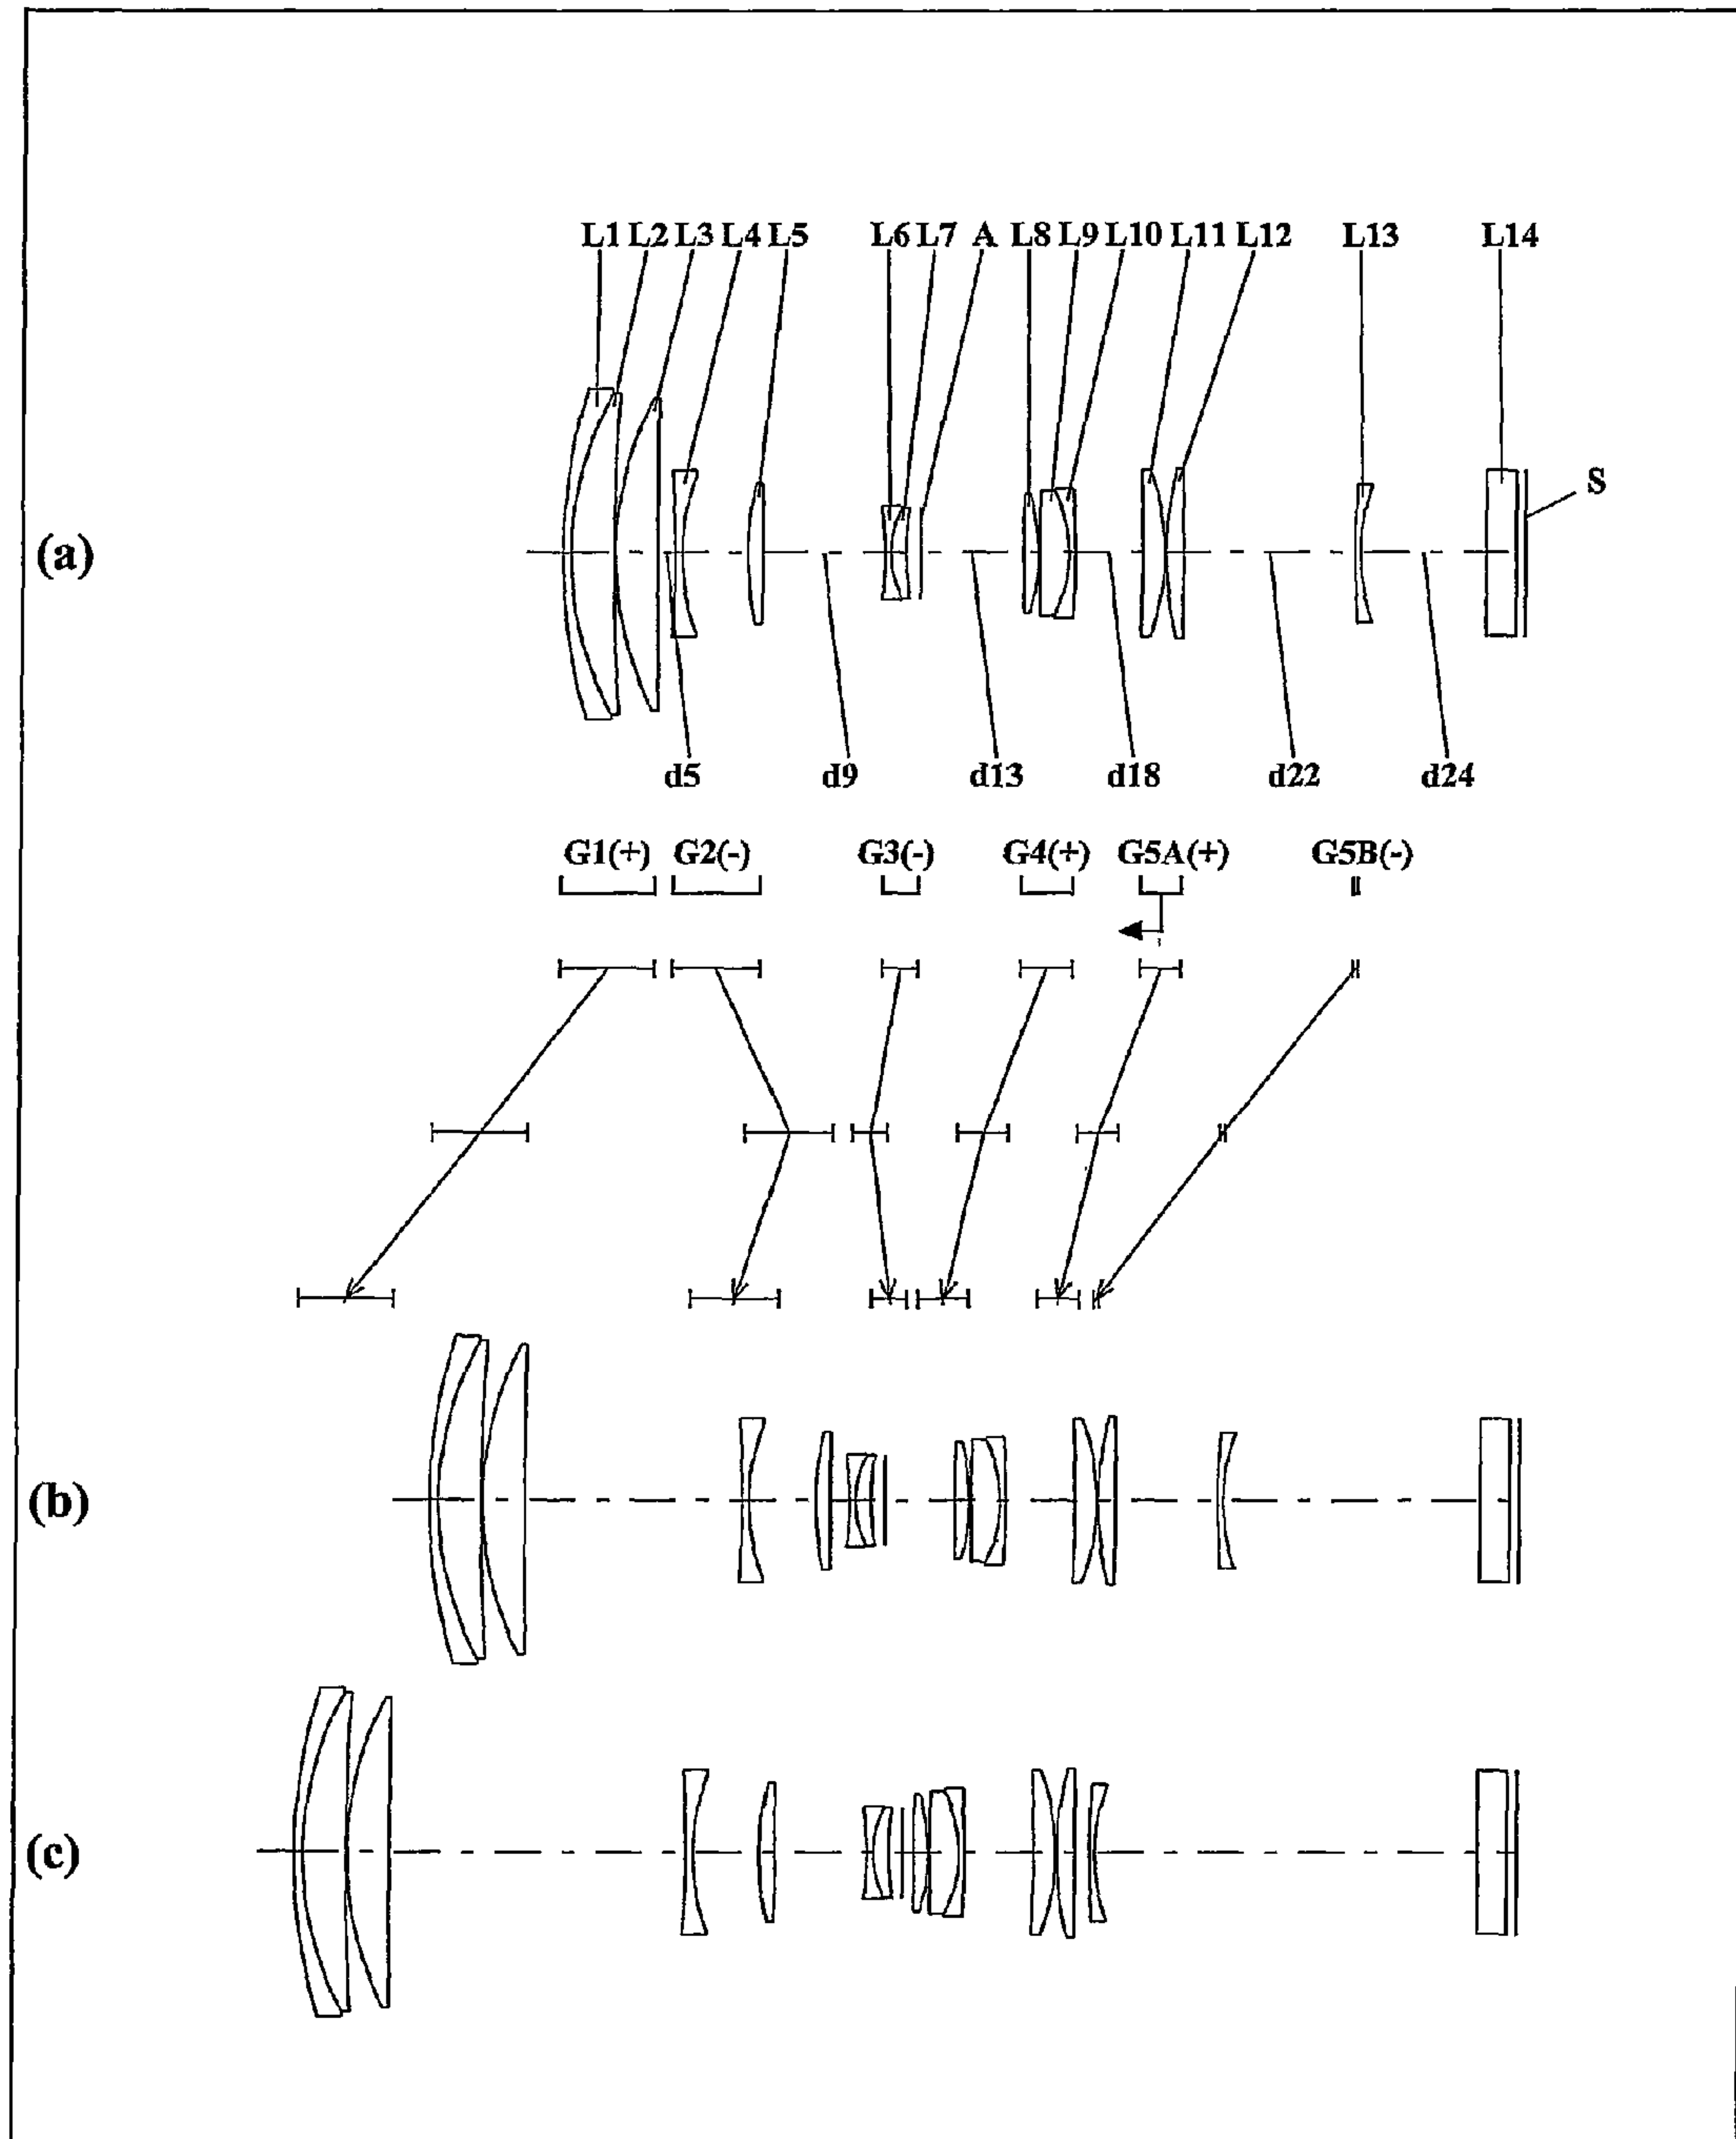 L1 L2 L3 L4 L5 L6 L7 A L8 L9 L10 L11 L12 L13 L14
S
(a)
d5 d9 d13 d18 d22 d24
G1(+) G2(-) G3(-) G4(+) G5A(+) G5B(-)
(b)
(c)